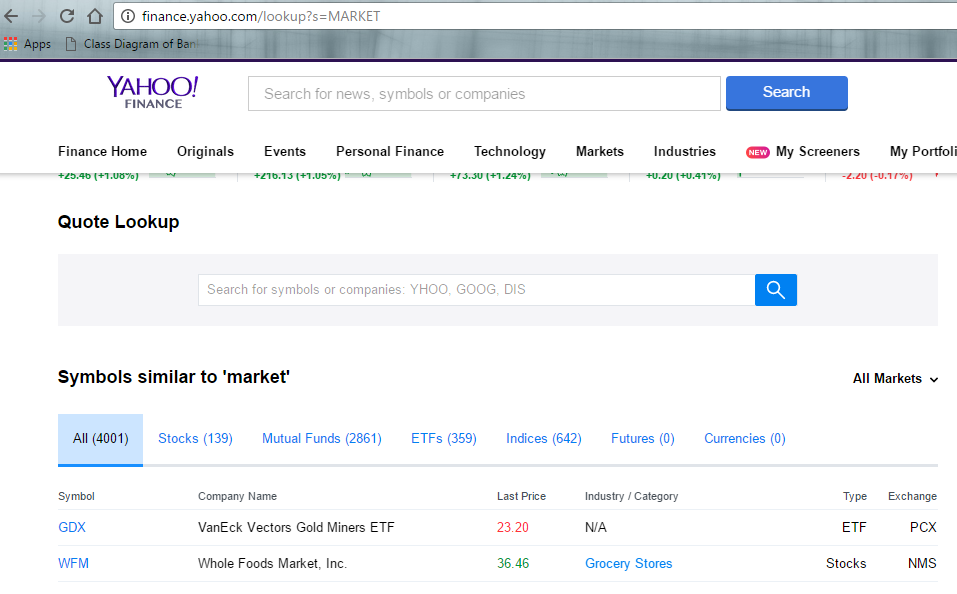 finance.yahoo.com/lookup?s=MARKET
Apps Class Diagram of Ban
YAHOO!
FINANCE
Search for news, symbols or companies
Search
Finance Home Originals Events Personal Finance Technology Markets Industries NEW My Screeners My Portfoli
+25.46 (+1.08%) +216.13 (+1.05%) +73.30 (+1.24%) +0.20 (+0.41%) -2.20 (-0.17%)
Quote Lookup
Search for symbols or companies: YHOO, GOOG, DIS
Symbols similar to 'market'
All Markets
All (4001) Stocks (139) Mutual Funds (2861) ETFs (359) Indices (642) Futures (0) Currencies (0)
Symbol Company Name Last Price Industry / Category Type Exchange
GDX VanEck Vectors Gold Miners ETF 23.20 N/A ETF PCX
WFM Whole Foods Market, Inc. 36.46 Grocery Stores Stocks NMS